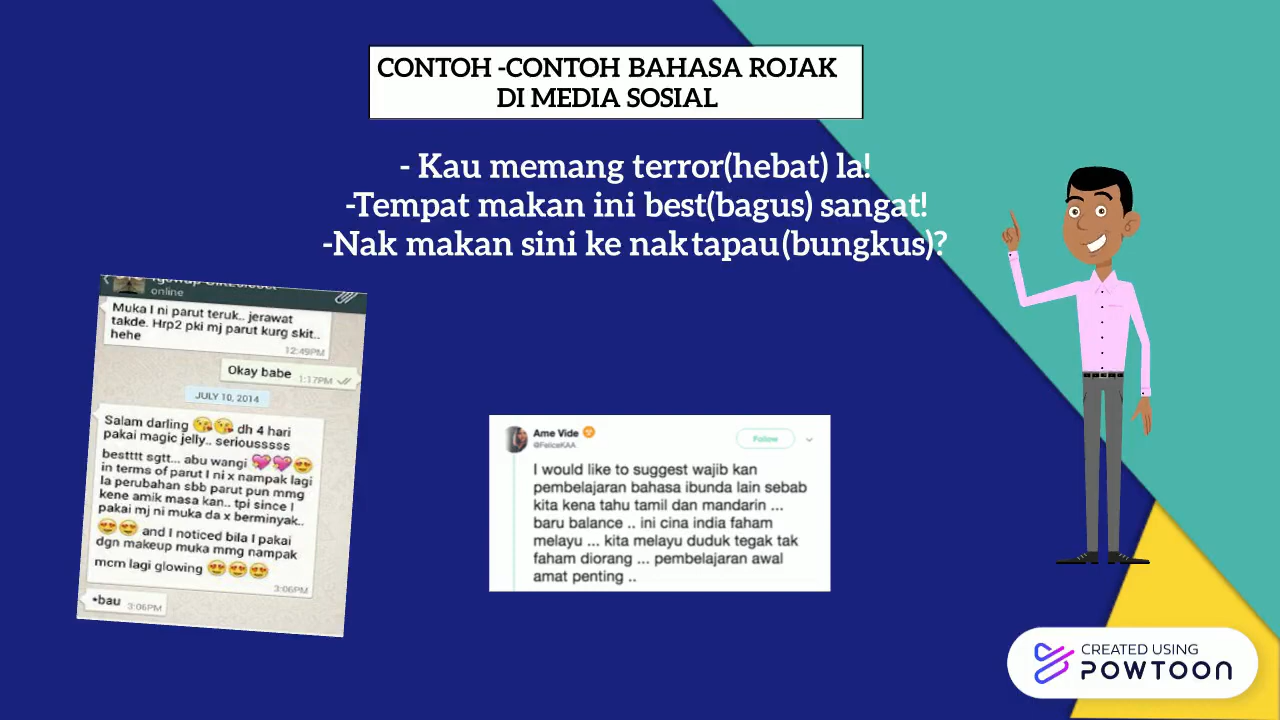 CONTOH -CONTOH BAHASA ROJAK
DI MEDIA SOSIAL
- Kau memang terror(hebat) la!
-Tempat makan ini best(bagus) sangat!
-Nak makan sini ke nak tapau(bungkus)?
online
Muka I ni parut teruk.. jerawat
takde. Hrp2 pki mj parut kurg skit..
hehe
12:49PM
Okay babe 1:17PM
JULY 10, 2014
Salam darling 😘😘 dh 4 hari
pakai magic jelly.. seriousssss
bestttt sgtt... abu wangi 💖💖😍
in terms of parut I ni x nampak lagi
la perubahan sbb parut pun mmg
kene amik masa kan.. tpi since I
pakai mj ni muka da x berminyak..
😍😍 and I noticed bila I pakai
dgn makeup muka mmg nampak
mcm lagi glowing 😍😍😍
3:06PM
*bau 3:06PM
Ame Vide
@FeliceKAA
Follow
I would like to suggest wajib kan
pembelajaran bahasa ibunda lain sebab
kita kena tahu tamil dan mandarin ...
baru balance .. ini cina india faham
melayu ... kita melayu duduk tegak tak
faham diorang ... pembelajaran awal
amat penting ..
CREATED USING
POWTOON